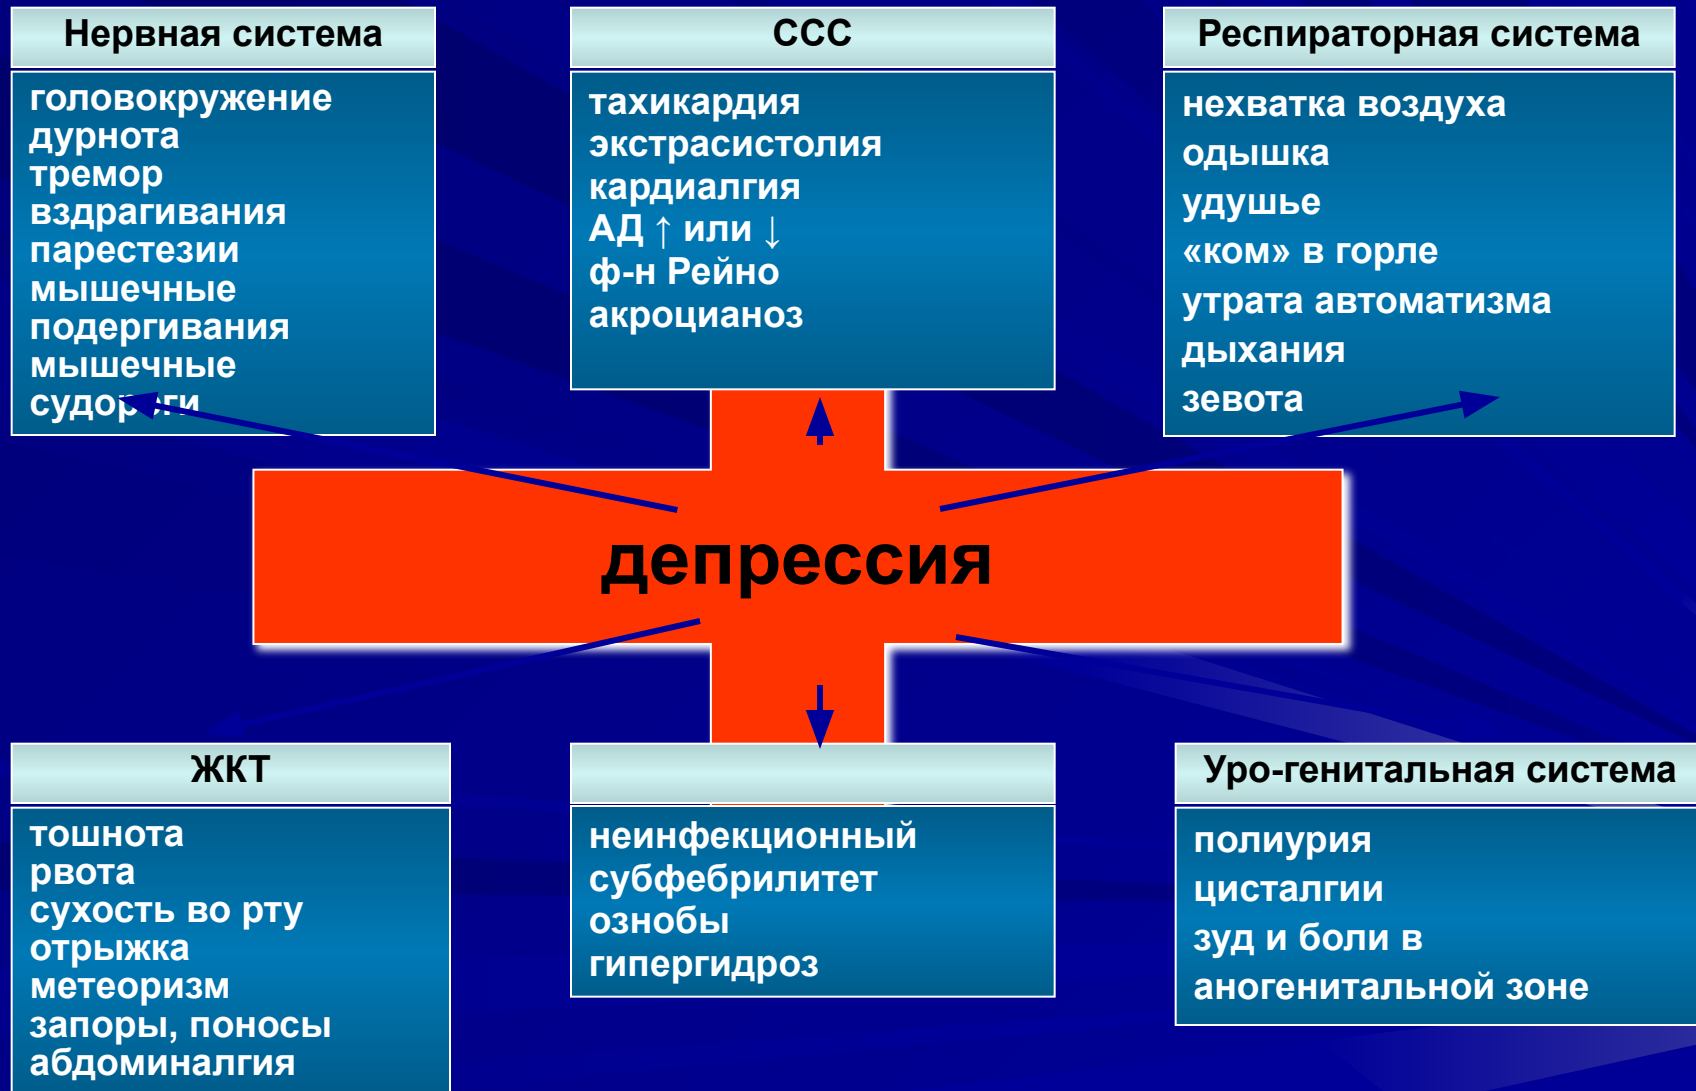 Нервная система
головокружение
дурнота
тремор
вздрагивания
парестезии
мышечные
подергивания
мышечные
судороги
ССС
тахикардия
экстрасистолия
кардиалгия
АД ↑ или ↓
ф-н Рейно
акроцианоз
Респираторная система
нехватка воздуха
одышка
удушье
«ком» в горле
утрата автоматизма
дыхания
зевота
депрессия
ЖКТ
тошнота
рвота
сухость во рту
отрыжка
метеоризм
запоры, поносы
абдоминалгия
неинфекционный
субфебрилитет
ознобы
гипергидроз
Уро-генитальная система
полиурия
цисталгии
зуд и боли в
аногенитальной зоне